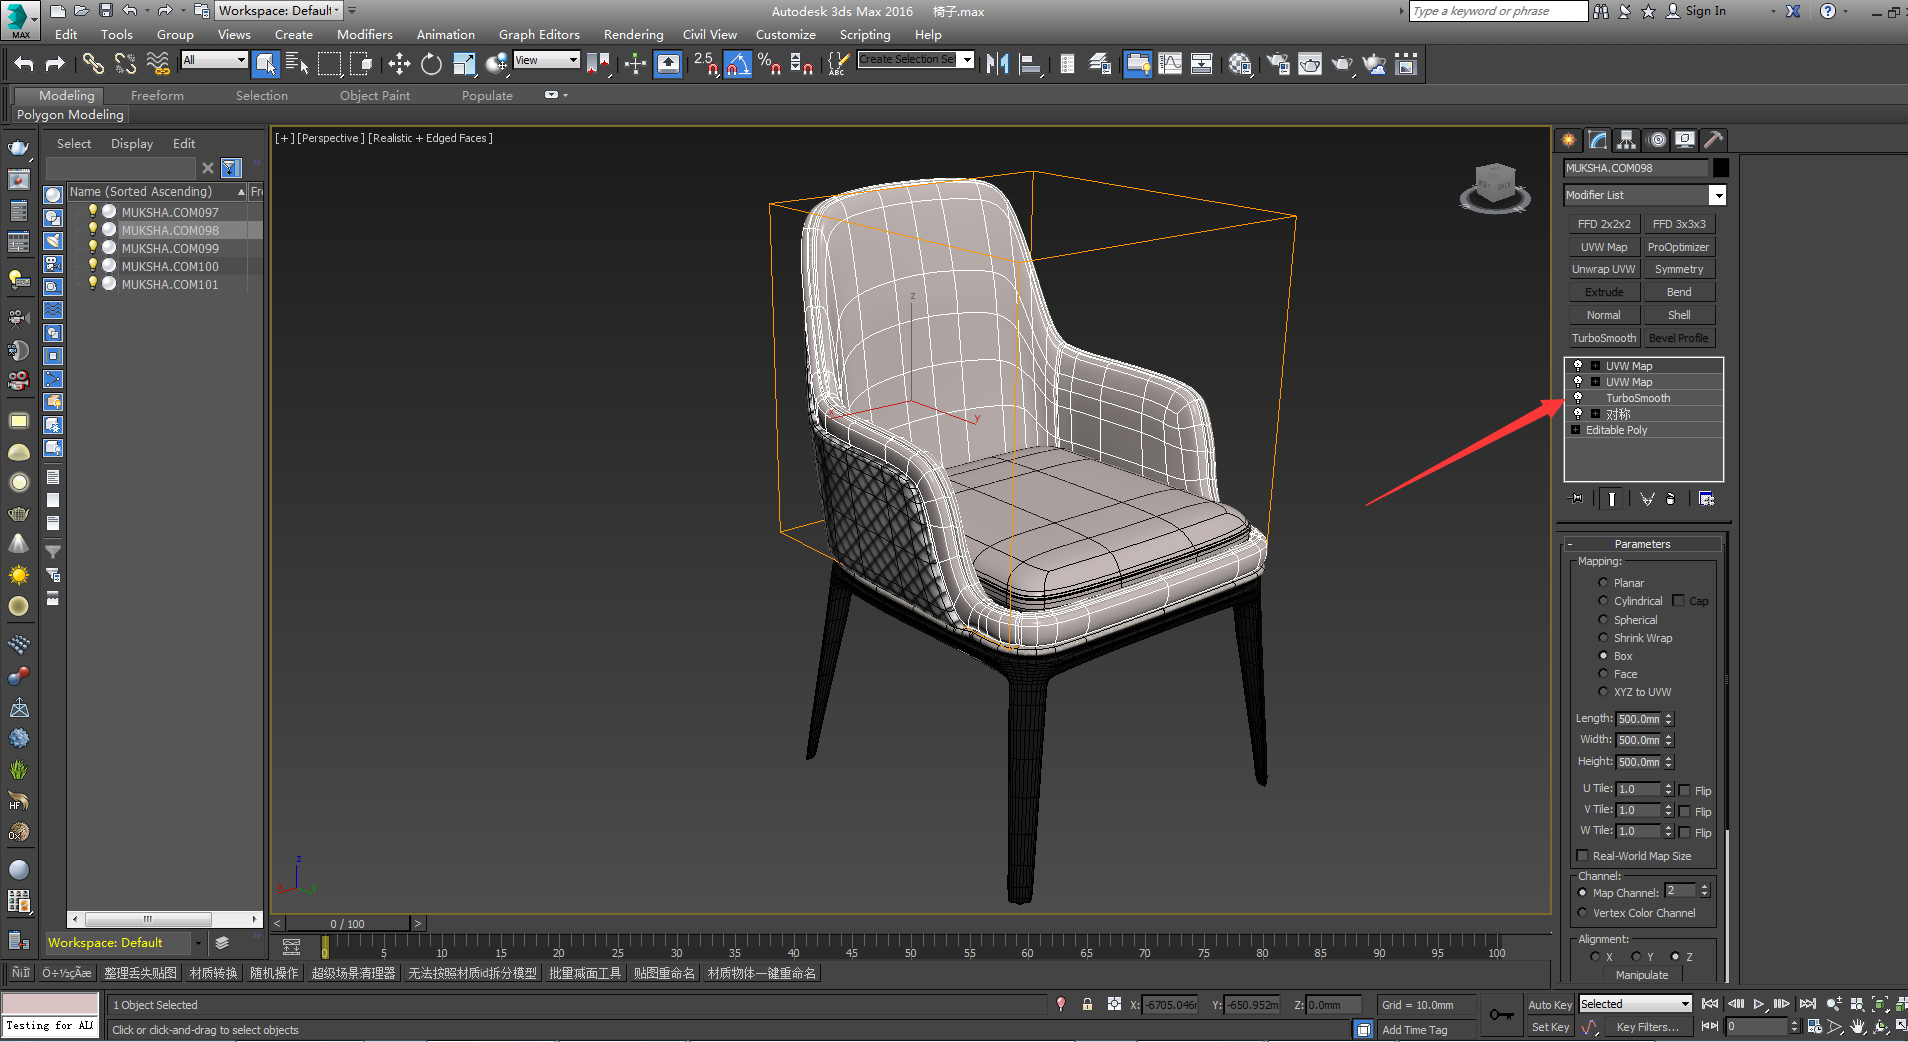 Workspace: Default
Autodesk 3ds Max 2016 椅子.max
Type a keyword or phrase
Sign In
MAX
Edit Tools Group Views Create Modifiers Animation Graph Editors Rendering Civil View Customize Scripting Help
All
View
2.5
Create Selection Se
Modeling Freeform Selection Object Paint Populate
Polygon Modeling
Select Display Edit
Name (Sorted Ascending)
MUKSHA.COM097
MUKSHA.COM098
MUKSHA.COM099
MUKSHA.COM100
MUKSHA.COM101
[+] [Perspective] [Realistic + Edged Faces]
z
y
z
MUKSHA.COM098
Modifier List
FFD 2x2x2 FFD 3x3x3
UVW Map ProOptimizer
Unwrap UVW Symmetry
Extrude Bend
Normal Shell
TurboSmooth Bevel Profile
UVW Map
UVW Map
TurboSmooth
对称
Editable Poly
Parameters
Mapping:
Planar
Cylindrical Cap
Spherical
Shrink Wrap
Box
Face
XYZ to UVW
Length: 500.0mm
Width: 500.0mm
Height: 500.0mm
U Tile: 1.0 Flip
V Tile: 1.0 Flip
W Tile: 1.0 Flip
Real-World Map Size
Channel:
Map Channel: 2
Vertex Color Channel
Alignment:
X Y Z
Manipulate
0 / 100
Workspace: Default
0 5 10 15 20 25 30 35 40 45 50 55 60 65 70 75 80 85 90 95 100
整理丢失贴图 材质转换 随机操作 超级场景清理器 无法按照材质id拆分模型 批量减面工具 贴图重命名 材质物体一键重命名
1 Object Selected
X: -6705.046 Y: -650.952m Z: 0.0mm
Grid = 10.0mm
Auto Key Selected
Testing for AL
Click or click-and-drag to select objects
Add Time Tag
Set Key Key Filters...
0